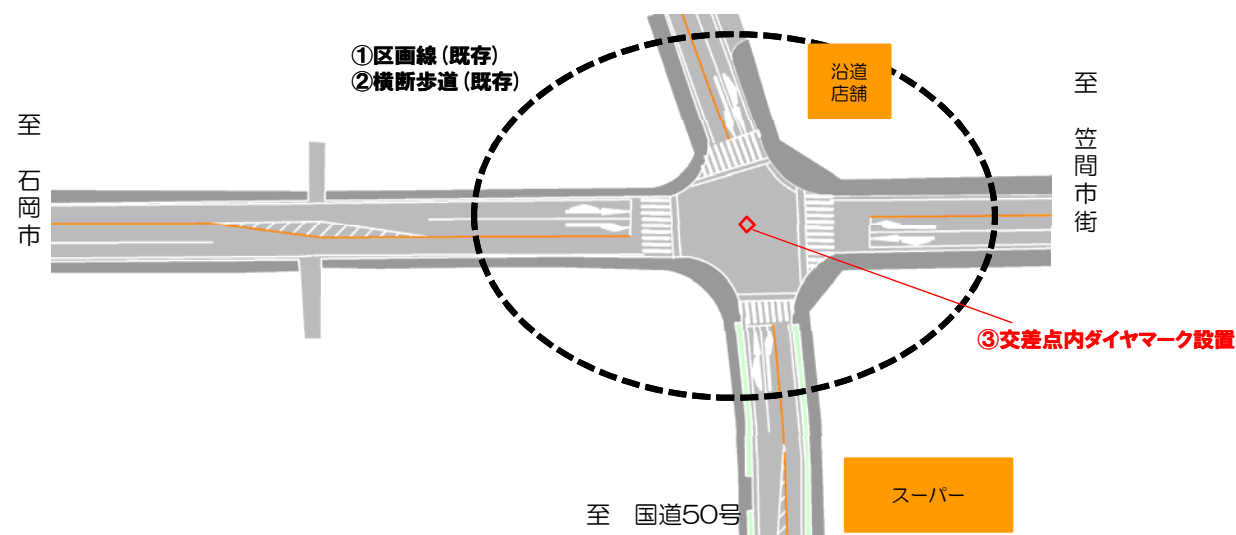 ①区画線(既存)
②横断歩道(既存)
沿道
店舗
至 石岡市
至 笠間市街
③交差点内ダイヤマーク設置
スーパー
至 国道50号